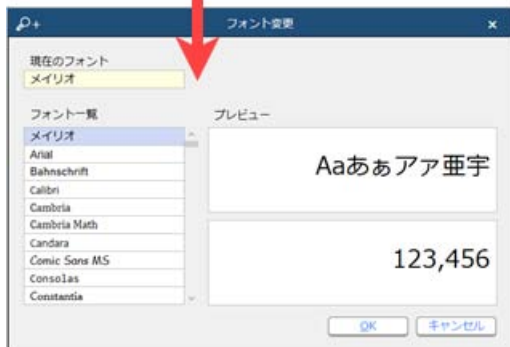 フォント変更
現在のフォント
メイリオ
フォント一覧
メイリオ
Arial
Bahnschrift
Calibri
Cambria
Cambria Math
Candara
Comic Sans MS
Consolas
Constantia
プレビュー
Aaあぁアァ亜宇
123,456
OK
キャンセル